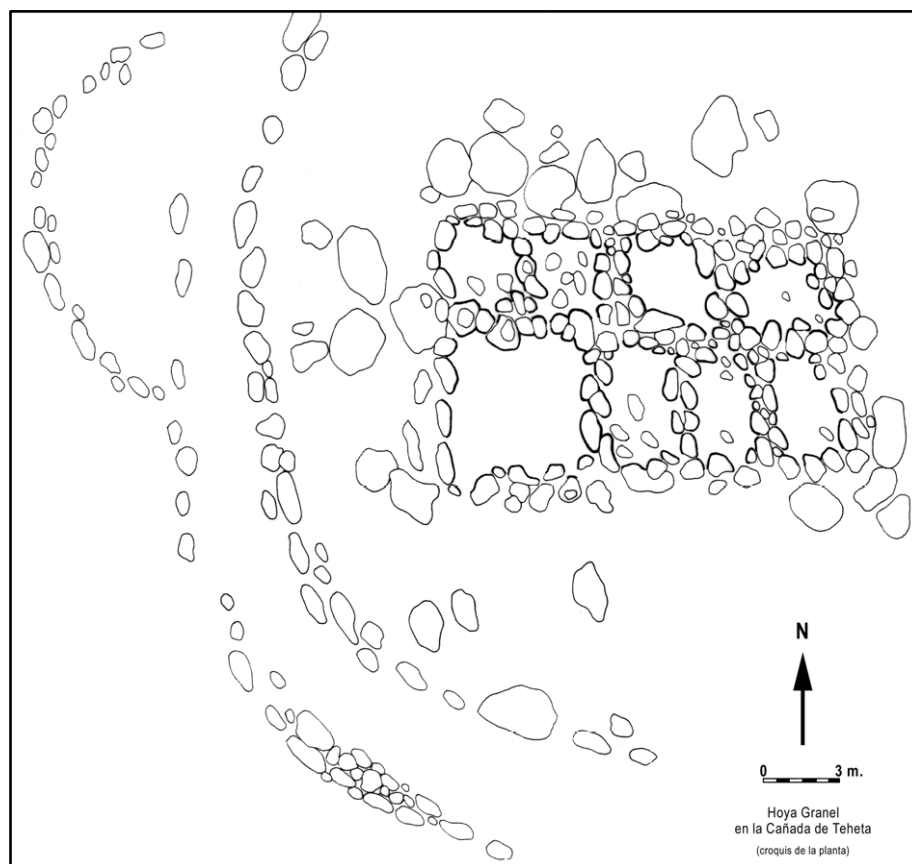 N
0 3 m.
Hoya Granel
en la Cañada de Teheta
(croquis de la planta)